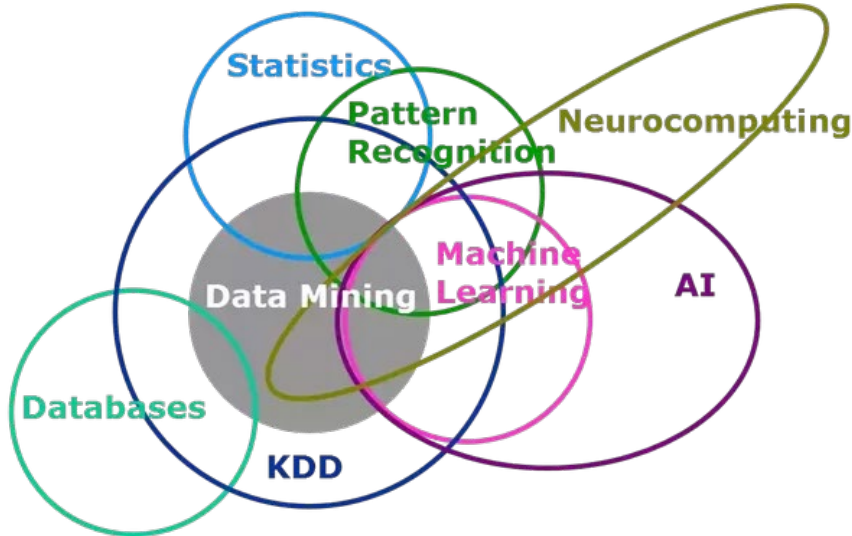 Statistics
Pattern
Recognition
Neurocomputing
Machine
Learning
AI
Data Mining
Databases
KDD